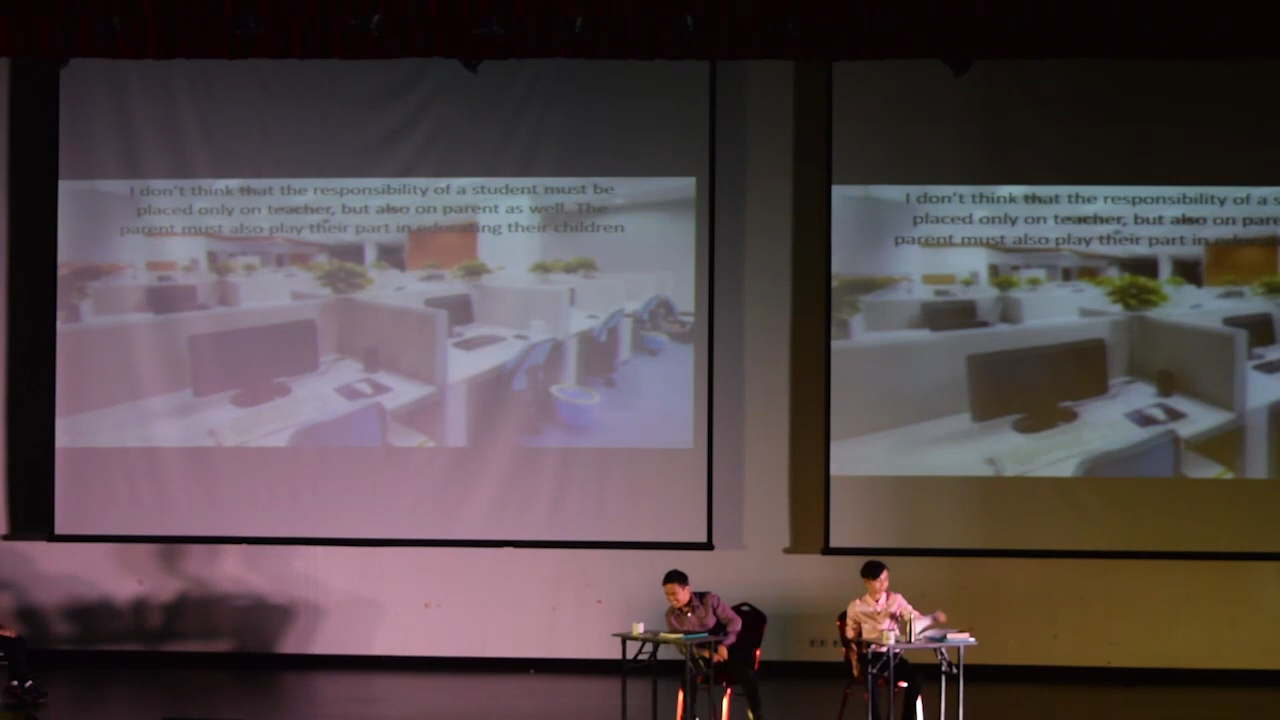 I don't think that the responsibility of a student must be
placed only on teacher, but also on parent as well. The
parent must also play their part in educating their children
I don't think that the responsibility of a s
placed only on teacher, but also on pare
parent must also play their part in educa